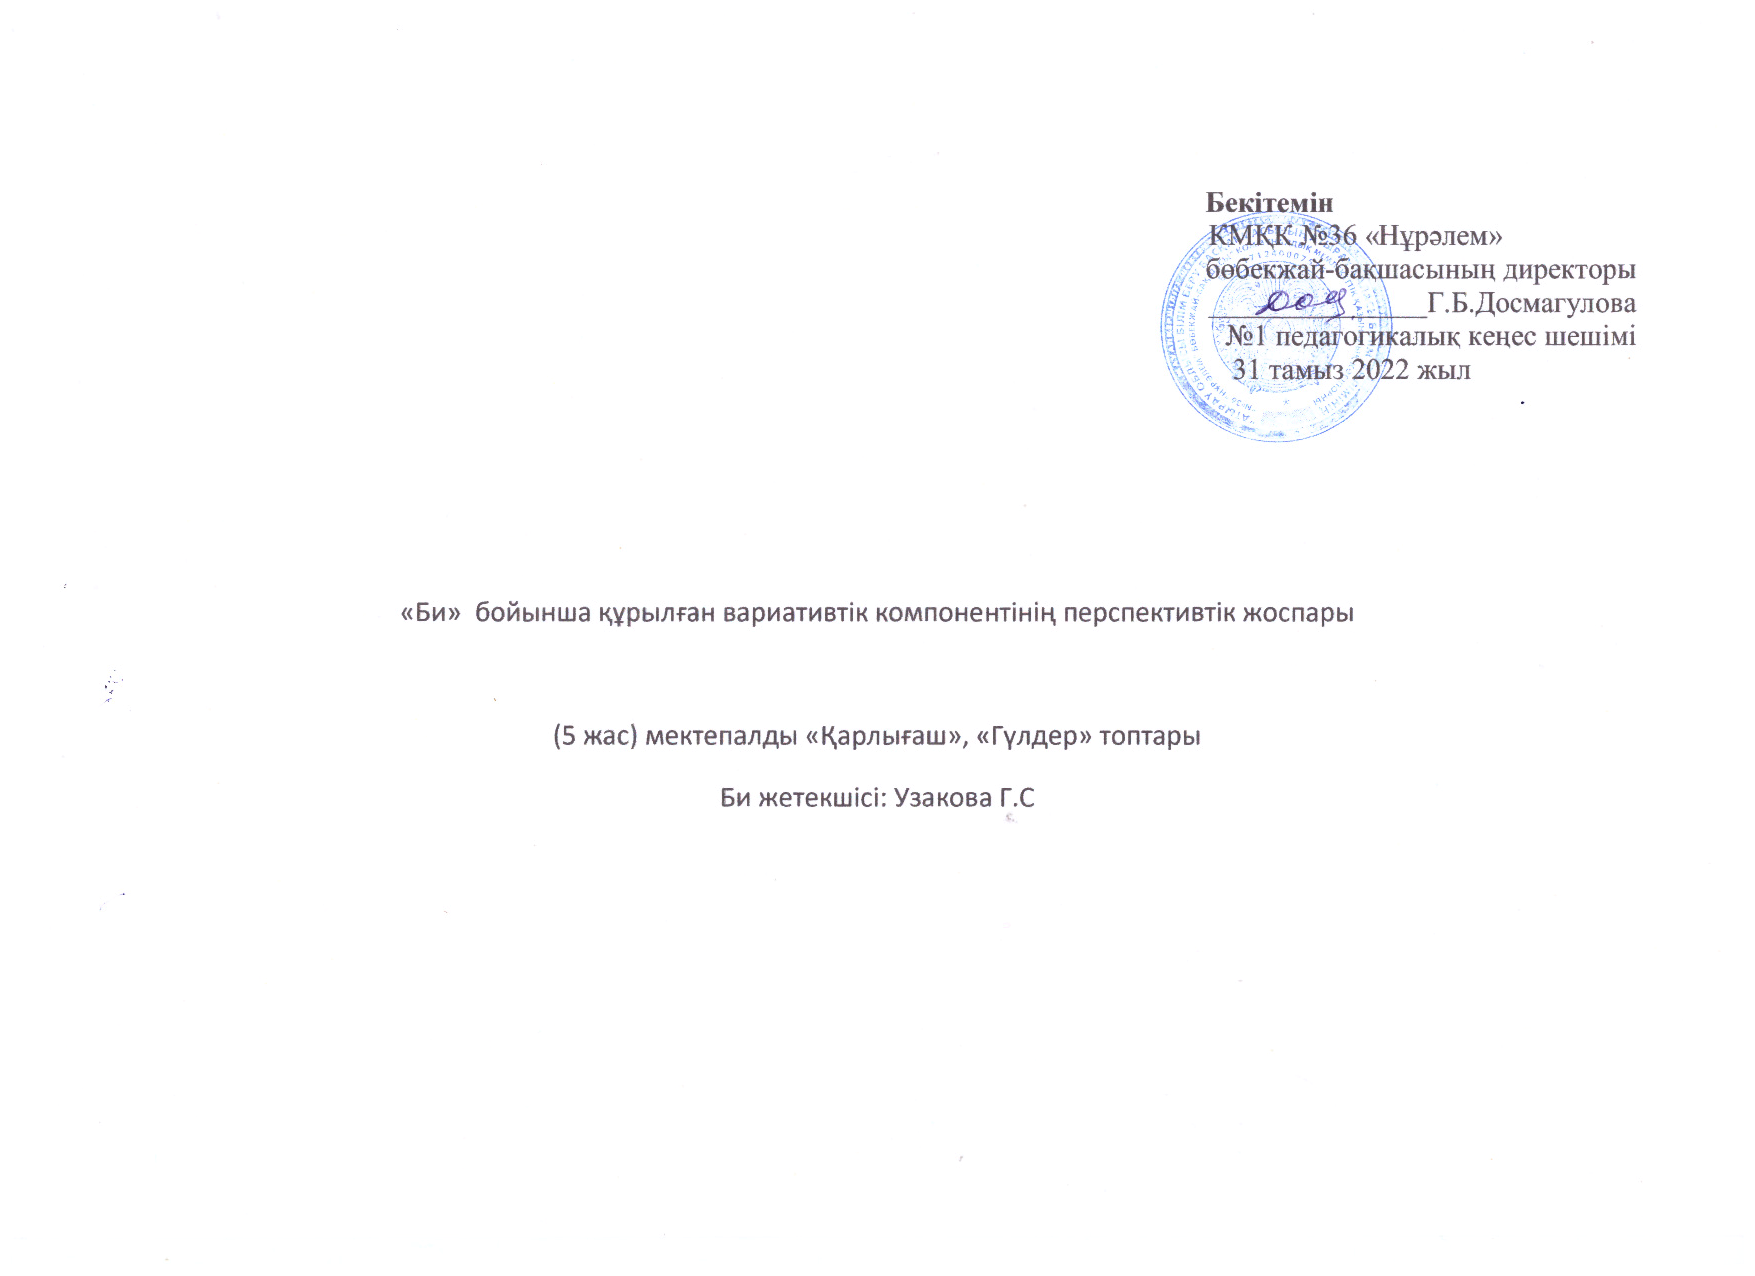 Бекітемін
КМҚК №36 «Нұрәлем»
бөбекжай-бақшасының директоры
_______________Г.Б.Досмагулова
№1 педагогикалық кеңес шешімі
31 тамыз 2022 жыл
«Би» бойынша құрылған вариативтік компонентінің перспективтік жоспары
(5 жас) мектепалды «Қарлығаш», «Гүлдер» топтары
Би жетекшісі: Узакова Г.С